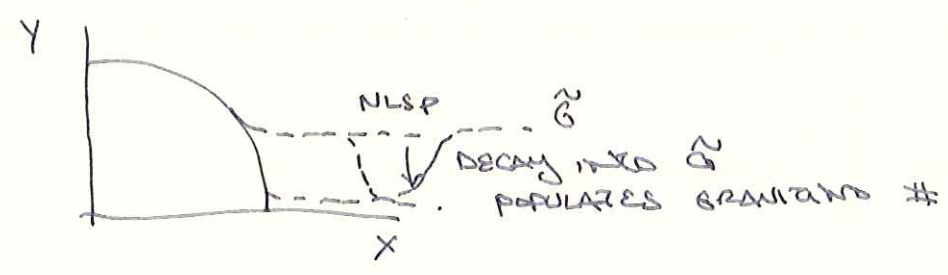 Y
NLSP
G̃
DECAY INTO G̃
POPULATES GRAVITINO #
X